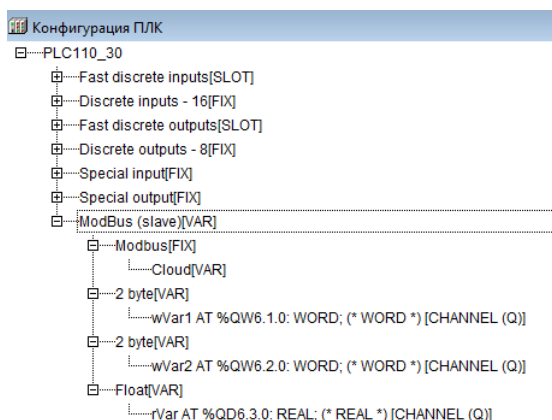 Конфигурация ПЛК
PLC110_30
Fast discrete inputs[SLOT]
Discrete inputs - 16[FIX]
Fast discrete outputs[SLOT]
Discrete outputs - 8[FIX]
Special input[FIX]
Special output[FIX]
ModBus (slave)[VAR]
Modbus[FIX]
Cloud[VAR]
2 byte[VAR]
wVar1 AT %QW6.1.0: WORD; (* WORD *) [CHANNEL (Q)]
2 byte[VAR]
wVar2 AT %QW6.2.0: WORD; (* WORD *) [CHANNEL (Q)]
Float[VAR]
rVar AT %QD6.3.0: REAL; (* REAL *) [CHANNEL (Q)]